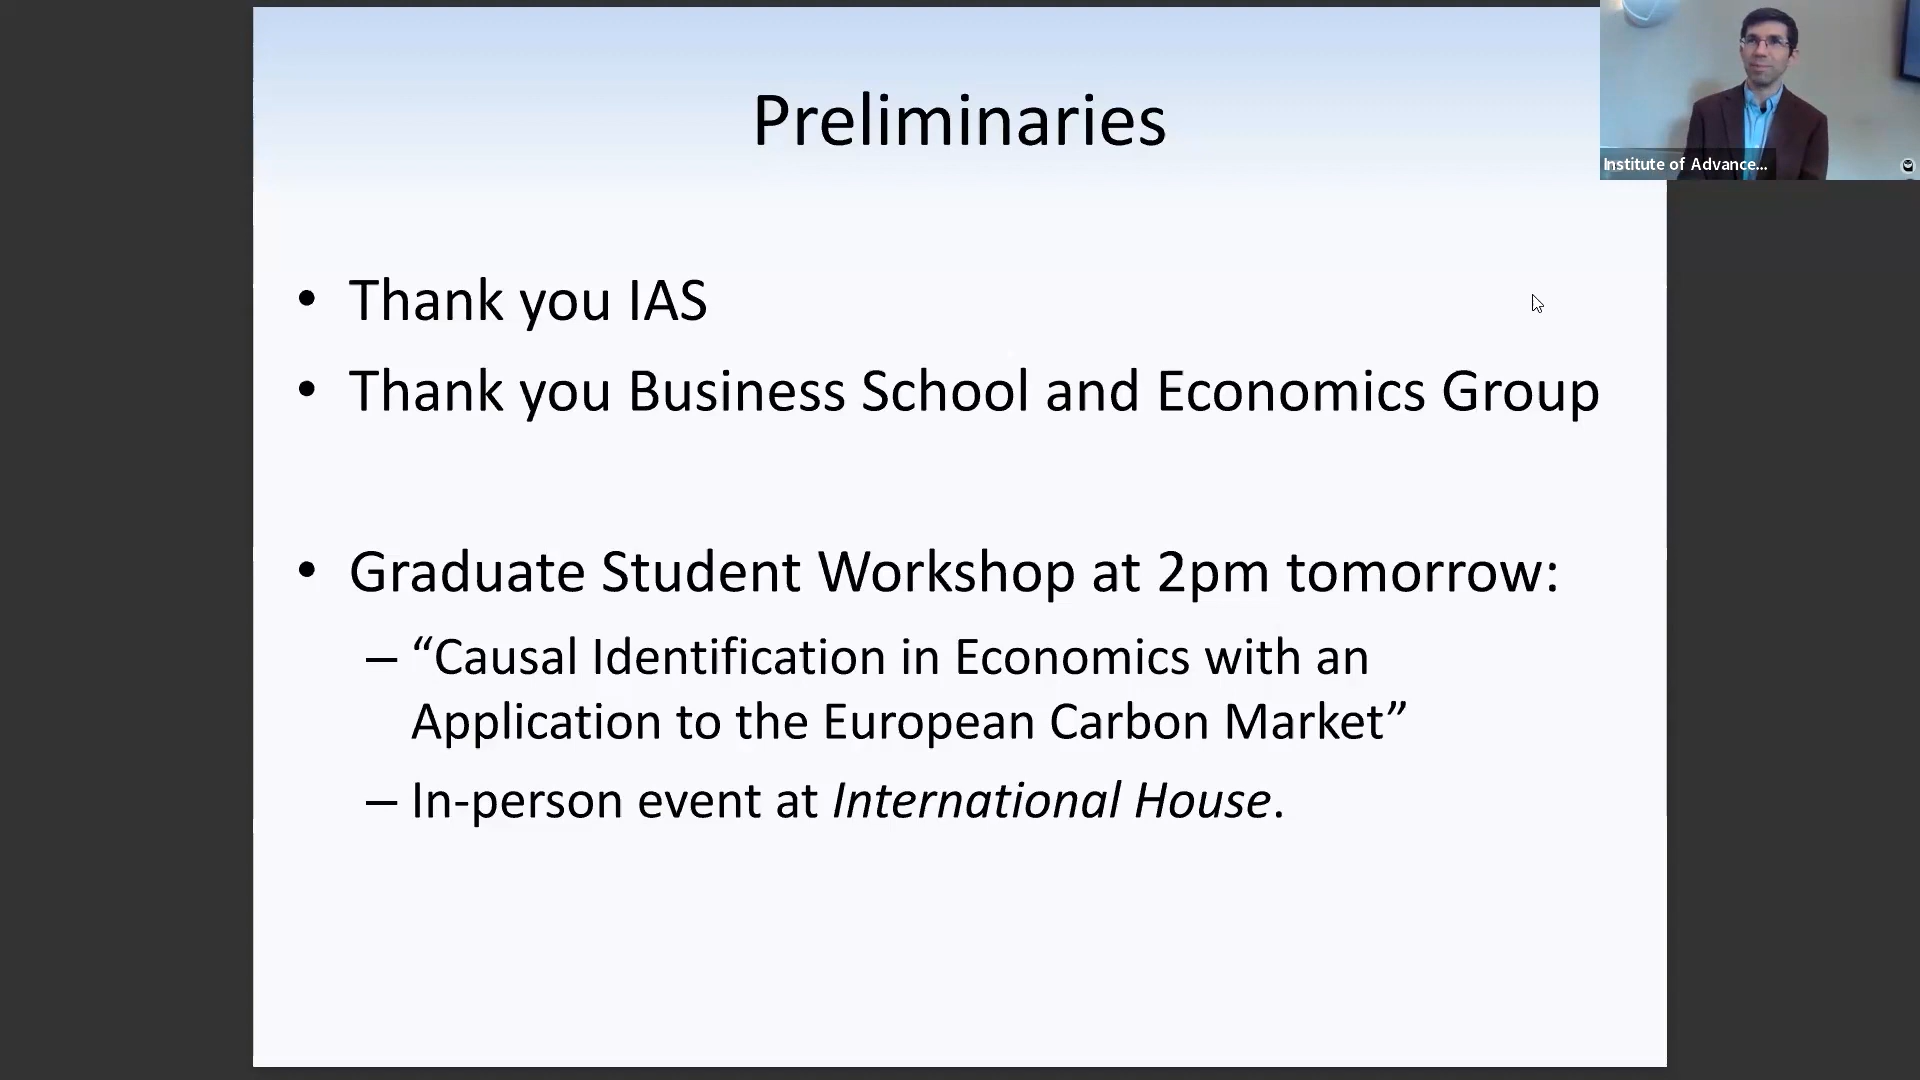 Preliminaries
Institute of Advance...
• Thank you IAS
• Thank you Business School and Economics Group
• Graduate Student Workshop at 2pm tomorrow:
– “Causal Identification in Economics with an
Application to the European Carbon Market”
– In-person event at International House.